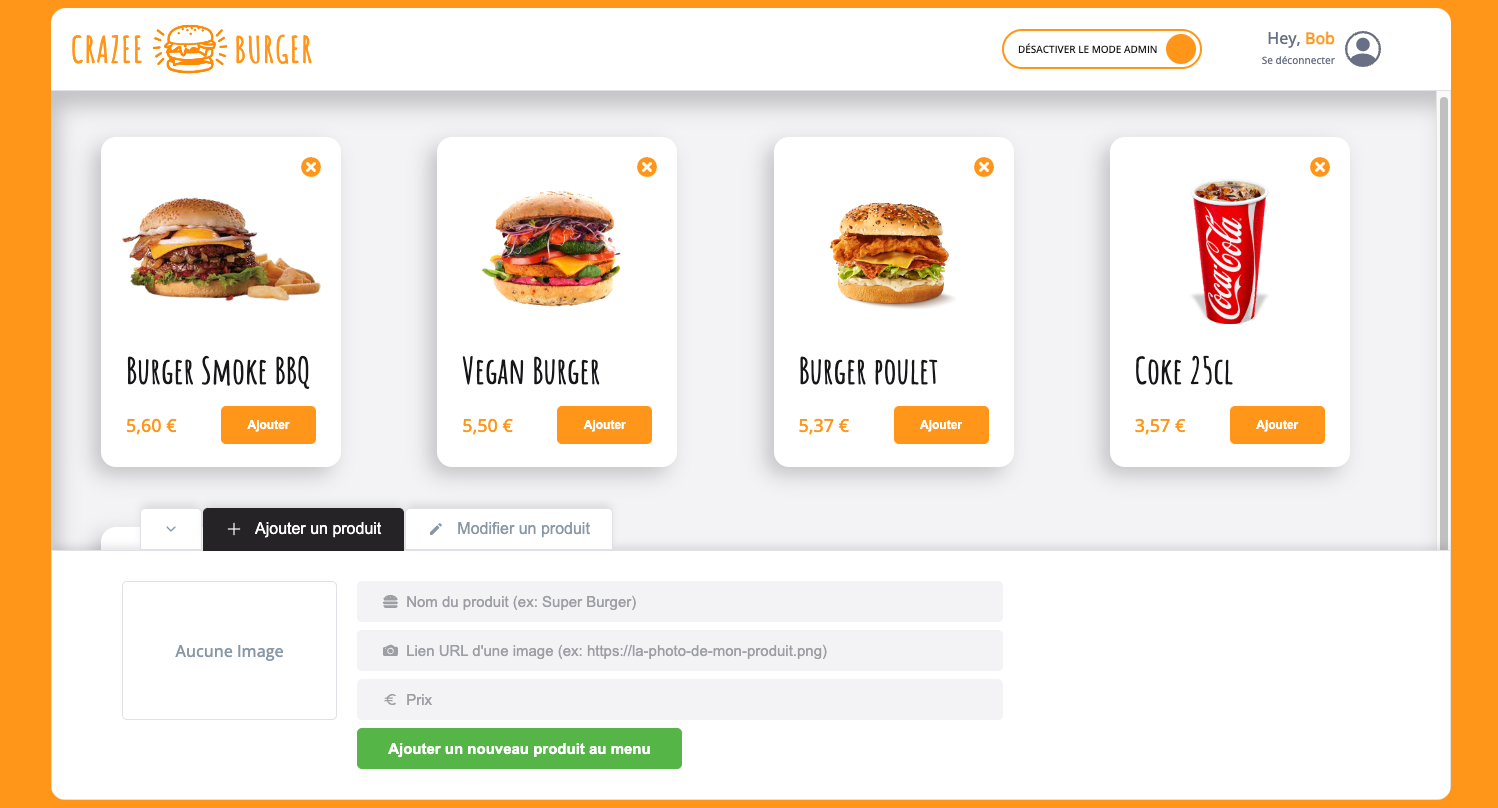 CRAZEE BURGER
DÉSACTIVER LE MODE ADMIN
Hey, Bob
Se déconnecter
Coca-Cola
Burger Smoke BBQ
Vegan Burger
Burger poulet
Coke 25cl
5,60 €
Ajouter
5,50 €
Ajouter
5,37 €
Ajouter
3,57 €
Ajouter
Ajouter un produit
Modifier un produit
Aucune Image
Nom du produit (ex: Super Burger)
Lien URL d'une image (ex: https://la-photo-de-mon-produit.png)
€ Prix
Ajouter un nouveau produit au menu